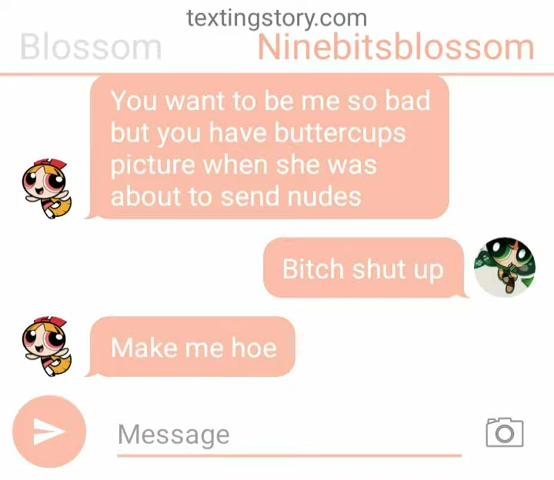 textingstory.com
Blossom Ninebitsblossom
You want to be me so bad
but you have buttercups
picture when she was
about to send nudes
Bitch shut up
Make me hoe
Message